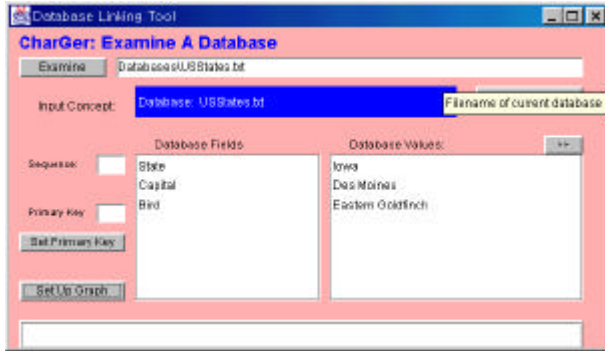 Database Linking Tool
CharGer: Examine A Database
Examine
Databases\USStates.txt
Input Concept:
Database: USStates.txt
Filename of current database
Database Fields
Database Values:
Sequence:
State
Capital
Bird
Iowa
Des Moines
Eastern Goldfinch
Primary Key
Set Primary Key
Set Up Graph